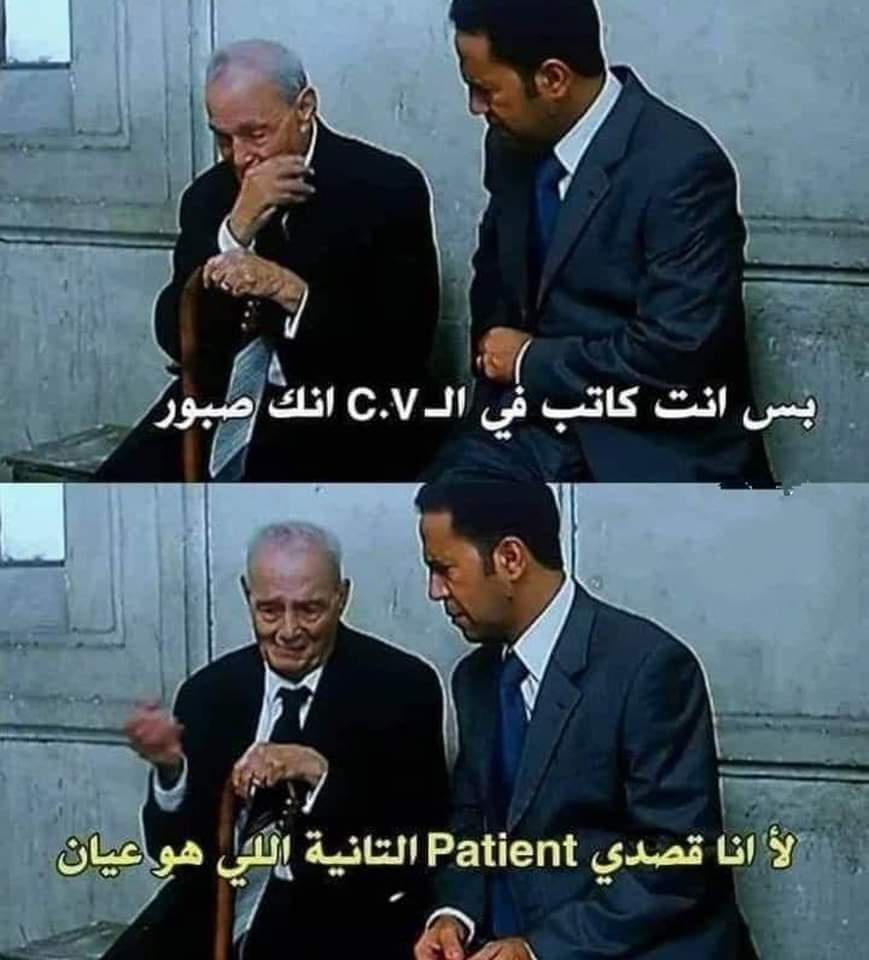 بس انت كاتب في الـ C.V انك صبور
لأ انا قصدي Patient التانية اللي هو عيان